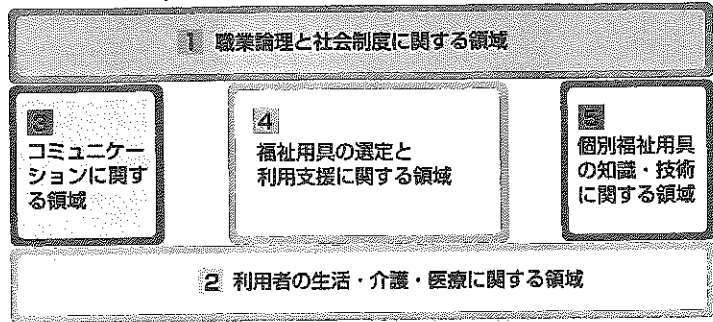 1 職業論理と社会制度に関する領域
3
コミュニケー
ションに関す
る領域
4
福祉用具の選定と
利用支援に関する領域
5
個別福祉用具
の知識・技術
に関する領域
2 利用者の生活・介護・医療に関する領域